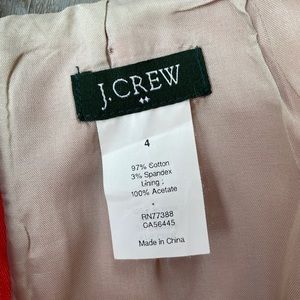 J.CREW
4
97% Cotton
3% Spandex
Lining :
100% Acetate
RN77388
CA56445
Made in China